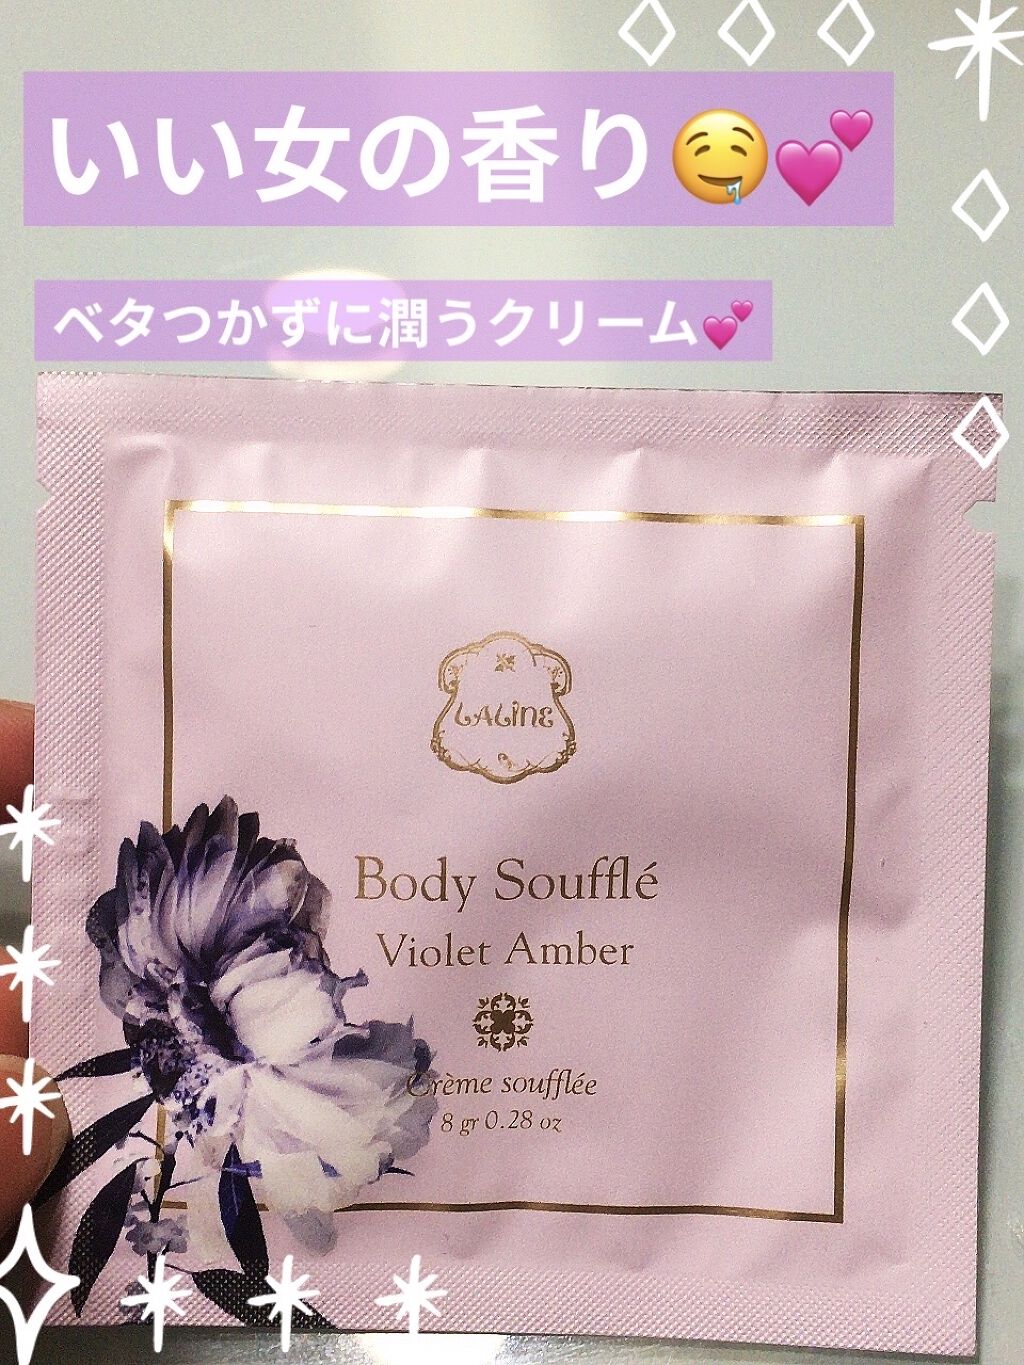 いい女の香り🤤💕
ベタつかずに潤うクリーム💕
LALINE
Body Soufflé
Violet Amber
Crème soufflée
8 gr 0.28 oz